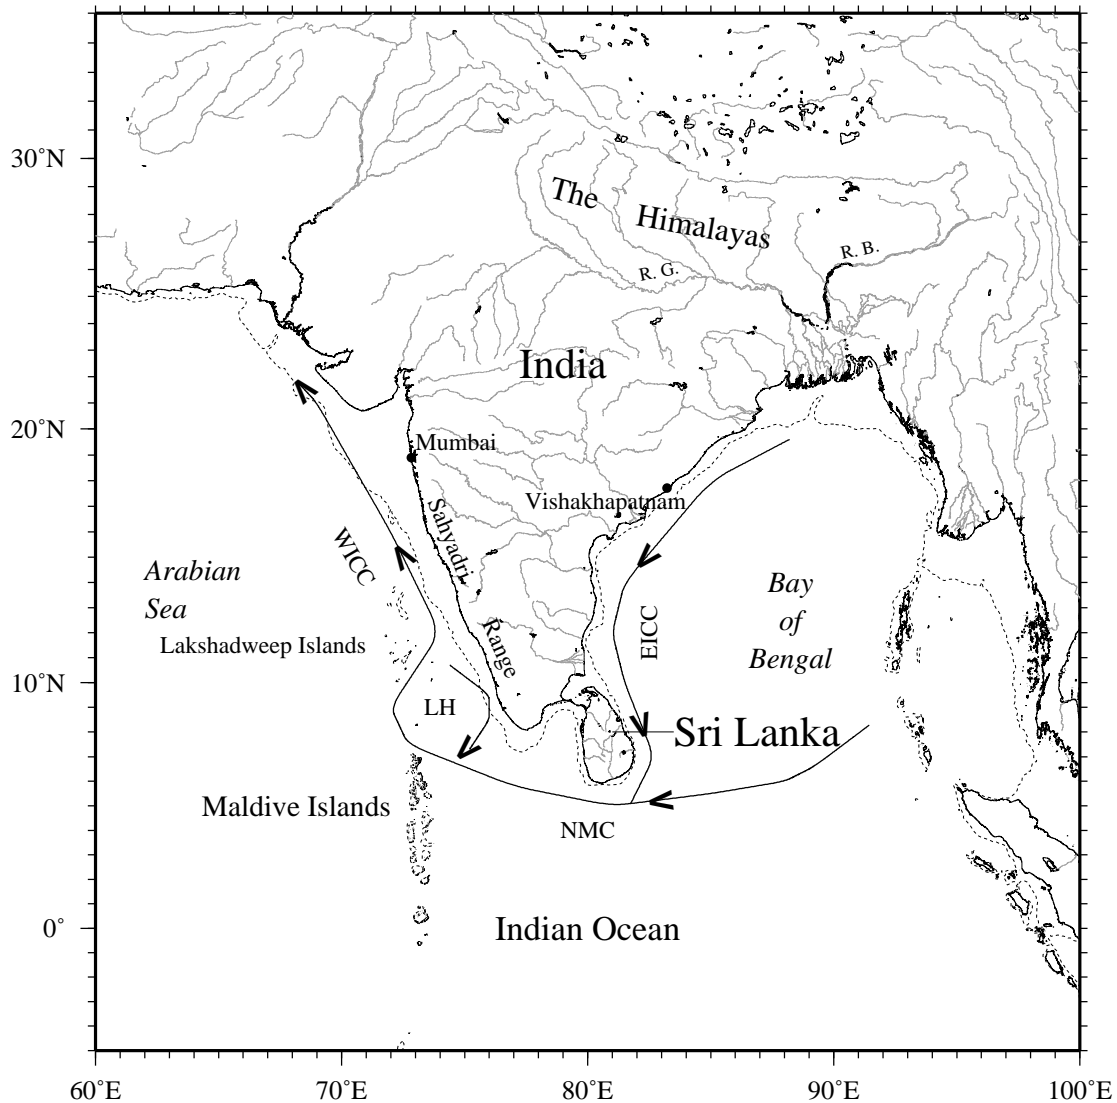 30°N
The
Himalayas
R. B.
R. G.
India
20°N
Mumbai
Vishakhapatnam
Sahyadri
WICC
Arabian
Sea
Bay
of
Bengal
EICC
Lakshadweep Islands
Range
10°N
LH
Sri Lanka
Maldive Islands
NMC
0°
Indian Ocean
60°E
70°E
80°E
90°E
100°E